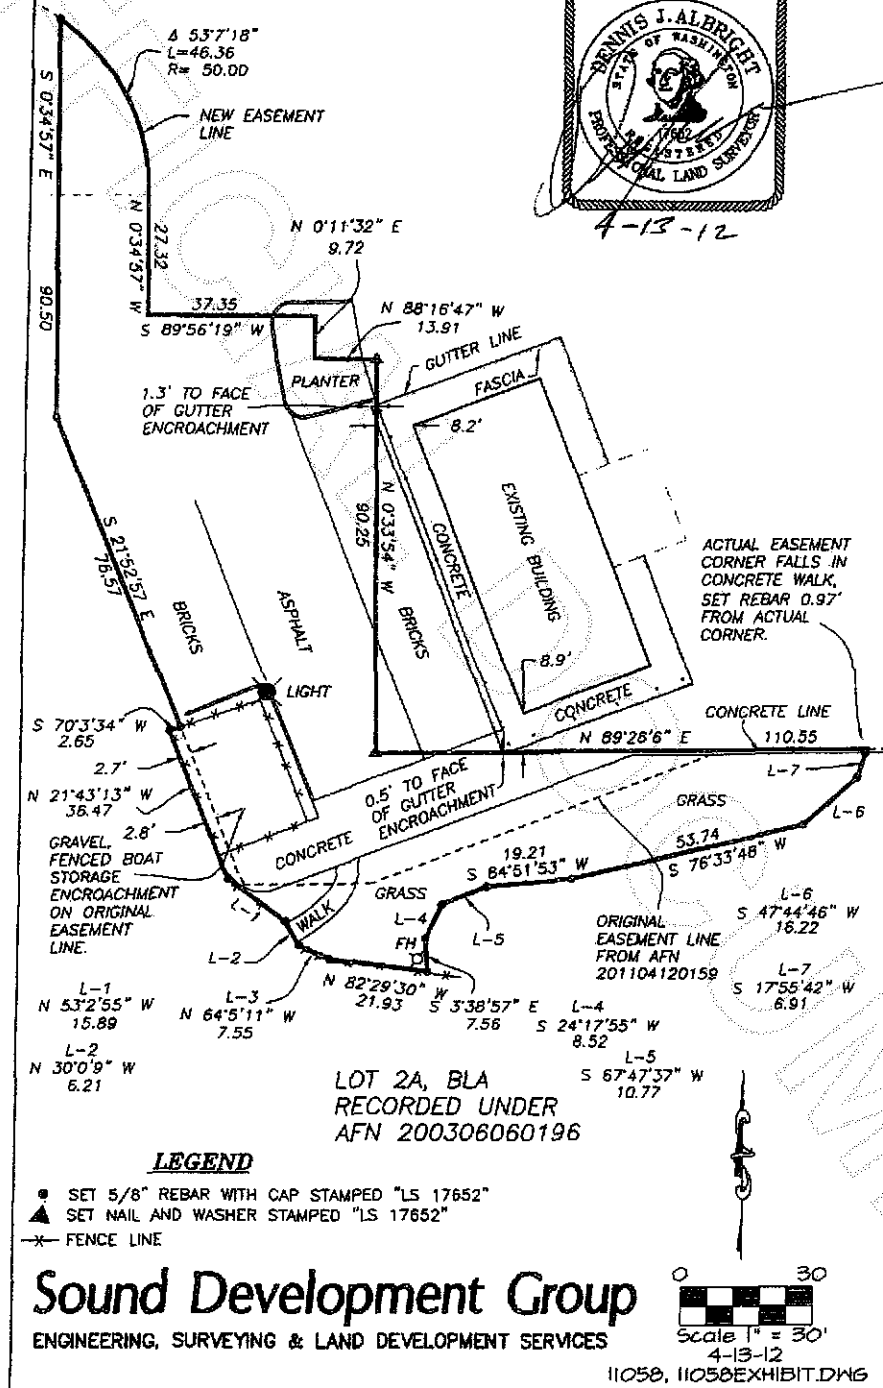 Δ 53°7'18"
L=46.36
R= 50.00
NEW EASEMENT
LINE
S 0°34'57" E
90.50
N 0°34'57" W
27.32
DENNIS J. ALBRIGHT
STATE OF WASHINGTON
17652
REGISTERED
PROFESSIONAL LAND SURVEYOR
4-13-12
N 0°11'32" E
9.72
37.35
S 89°56'19" W
N 88°16'47" W
13.91
GUTTER LINE
PLANTER
FASCIA
1.3' TO FACE
OF GUTTER
ENCROACHMENT
8.2'
N 0°33'54" W
90.25
CONCRETE
EXISTING BUILDING
BRICKS
S 21°52'57" E
76.57
BRICKS
ASPHALT
LIGHT
ACTUAL EASEMENT
CORNER FALLS IN
CONCRETE WALK,
SET REBAR 0.97'
FROM ACTUAL
CORNER.
8.9'
CONCRETE
CONCRETE LINE
N 89°28'6" E
110.55
S 70°3'34" W
2.65
2.7'
N 21°43'13" W
36.47
2.8'
GRAVEL,
FENCED BOAT
STORAGE
ENCROACHMENT
ON ORIGINAL
EASEMENT
LINE.
CONCRETE
0.5' TO FACE
OF GUTTER
ENCROACHMENT
L-7
GRASS
L-6
19.21
S 84°51'53" W
53.74
S 76°33'48" W
GRASS
L-1
WALK
L-4
L-5
FH
L-2
L-3
N 64°5'11" W
7.55
N 82°29'30" W
21.93
S 3°38'57" E
7.56
ORIGINAL
EASEMENT LINE
FROM AFN
201104120159
L-6
S 47°44'46" W
16.22
L-7
S 17°55'42" W
6.91
L-1
N 53°2'55" W
15.89
L-2
N 30°0'9" W
6.21
L-4
S 24°17'55" W
8.52
L-5
S 67°47'37" W
10.77
LOT 2A, BLA
RECORDED UNDER
AFN 200306060196
LEGEND
SET 5/8" REBAR WITH CAP STAMPED "LS 17652"
SET NAIL AND WASHER STAMPED "LS 17652"
-x- FENCE LINE
Sound Development Group
ENGINEERING, SURVEYING & LAND DEVELOPMENT SERVICES
0 30
Scale 1" = 30'
4-13-12
11058, 11058EXHIBIT.DWG